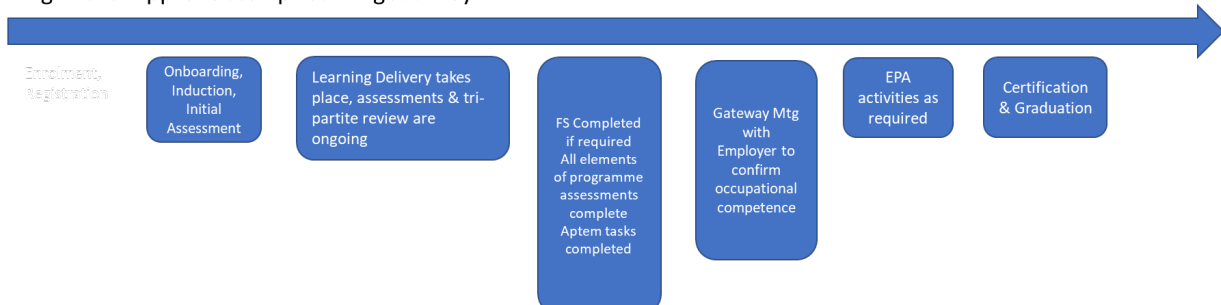 Enrolment,
Registration
Onboarding,
Induction,
Initial
Assessment
Learning Delivery takes
place, assessments & tri-
partite review are
ongoing
FS Completed
if required
All elements
of programme
assessments
complete
Aptem tasks
completed
Gateway Mtg
with
Employer to
confirm
occupational
competence
EPA
activities as
required
Certification
& Graduation